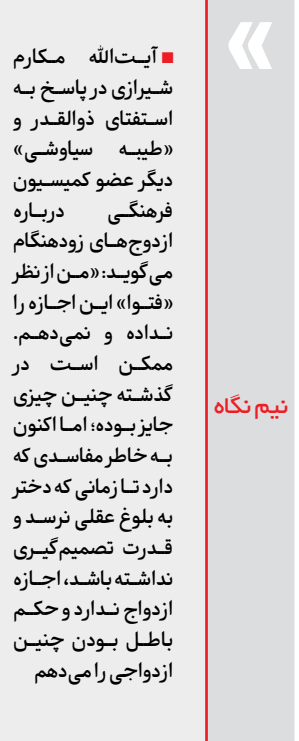 »
نیم نگاه
آیت‌الله مکارم
شیرازی در پاسخ به
استفتای ذوالقدر و
«طیبه سیاوشی»
دیگر عضو کمیسیون
فرهنگی درباره
ازدوج‌های زودهنگام
می‌گوید: «من از نظر
«فتوا» این اجازه را
نداده و نمی‌دهم.
ممکن است در
گذشته چنین چیزی
جایز بوده؛ اما اکنون
به خاطر مفاسدی که
دارد تا زمانی که دختر
به بلوغ عقلی نرسد و
قدرت تصمیم‌گیری
نداشته باشد، اجازه
ازدواج ندارد و حکم
باطل بودن چنین
ازدواجی را می‌دهم